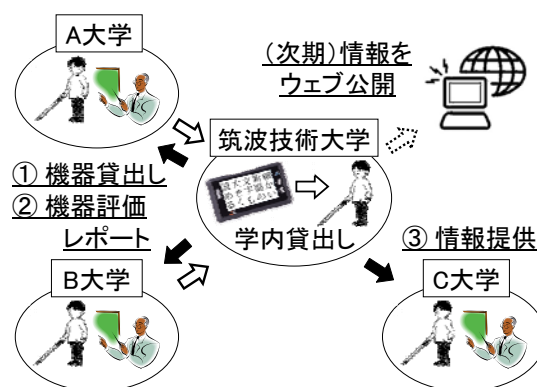 A大学
(次期)情報を
ウェブ公開
筑波技術大学
① 機器貸出し
② 機器評価
レポート
学内貸出し
③ 情報提供
B大学
C大学